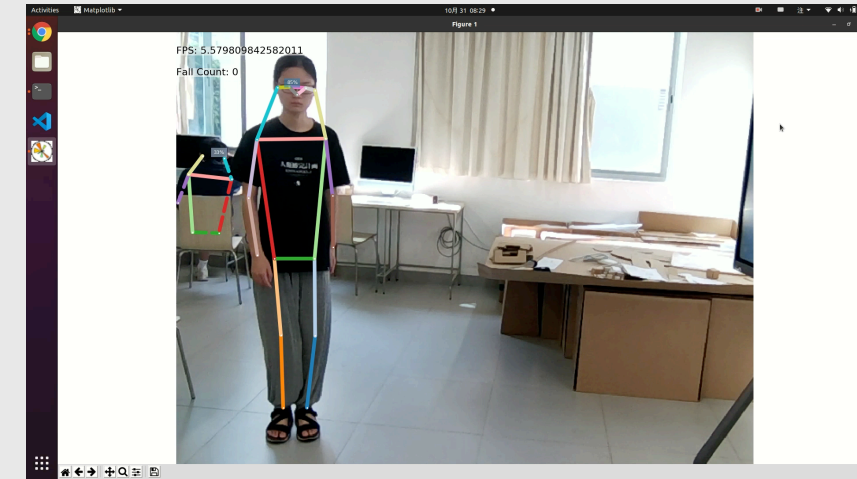 Activities
Matplotlib
10月 31 08:29
Figure 1
FPS: 5.579809842582011
Fall Count: 0